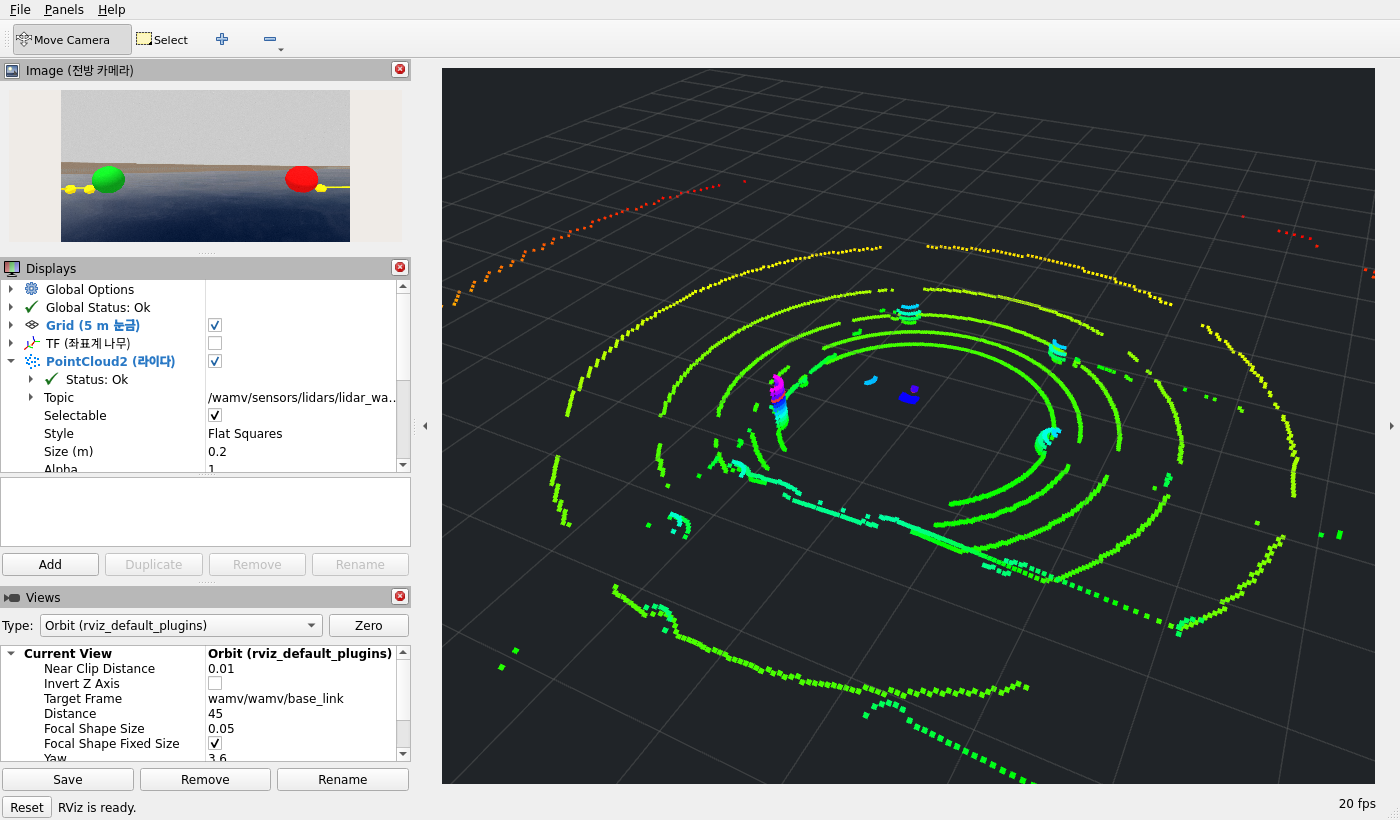 File Panels Help
Move Camera Select
Image (전방 카메라)
Displays
Global Options
Global Status: Ok
Grid (5 m 눈금)
TF (좌표계 나무)
PointCloud2 (라이다)
Status: Ok
Topic /wamv/sensors/lidars/lidar_wa...
Selectable
Style Flat Squares
Size (m) 0.2
Alpha 1
Add Duplicate Remove Rename
Views
Type: Orbit (rviz_default_plugins) Zero
Current View Orbit (rviz_default_plugins)
Near Clip Distance 0.01
Invert Z Axis
Target Frame wamv/wamv/base_link
Distance 45
Focal Shape Size 0.05
Focal Shape Fixed Size
Yaw 3.6
Save Remove Rename
Reset RViz is ready. 20 fps